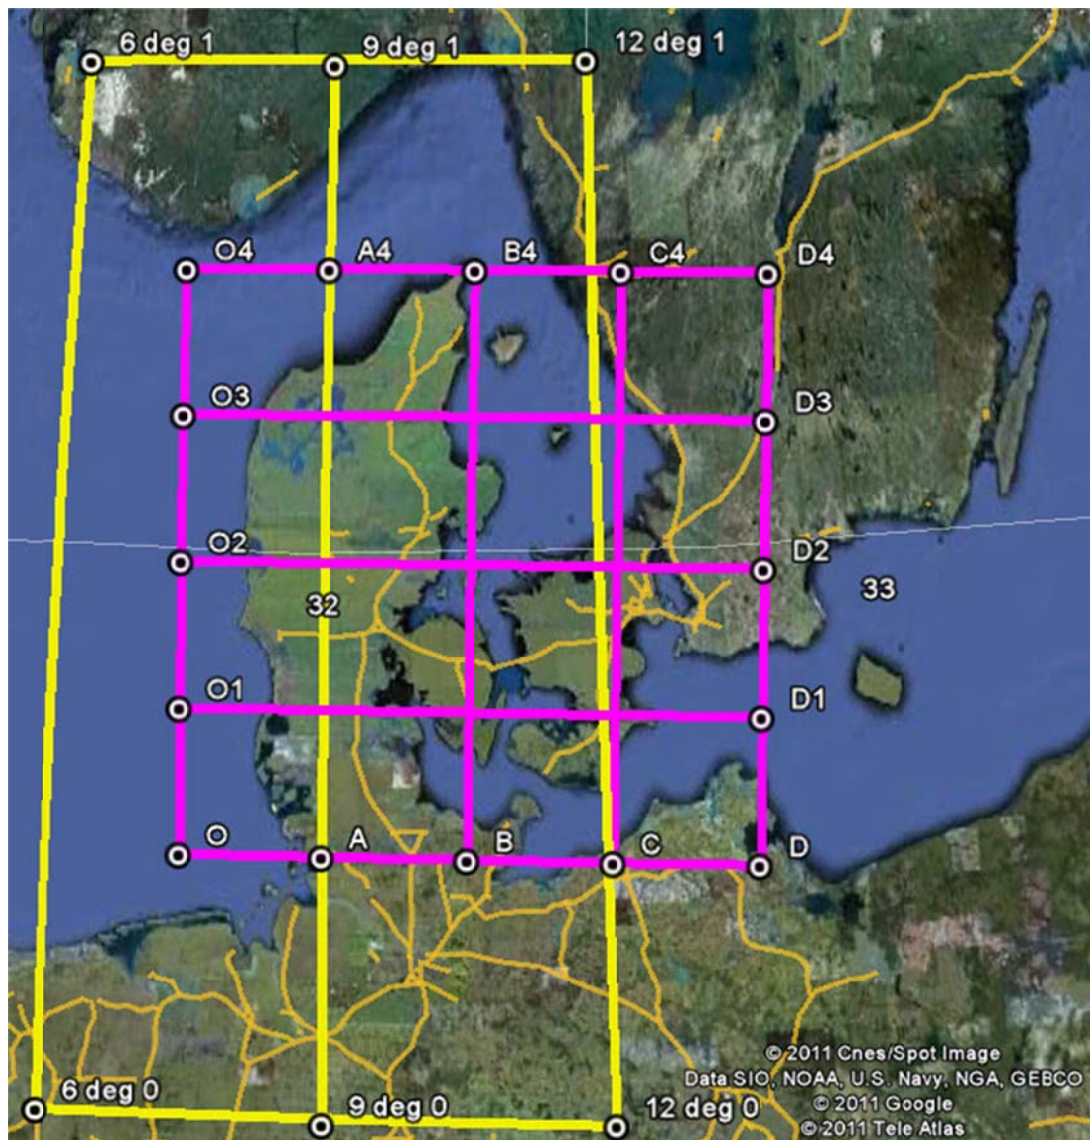 6 deg 1
9 deg 1
12 deg 1
O4
A4
B4
C4
D4
O3
D3
O2
D2
32
33
O1
D1
O
A
B
C
D
6 deg 0
9 deg 0
12 deg 0
© 2011 Cnes/Spot Image
Data SIO, NOAA, U.S. Navy, NGA, GEBCO
© 2011 Google
© 2011 Tele Atlas